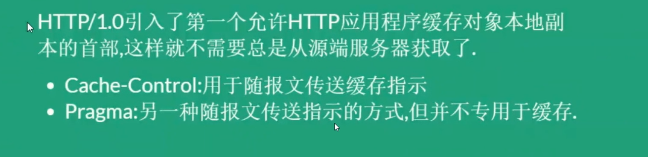 HTTP/1.0引入了第一个允许HTTP应用程序缓存对象本地副
本的首部,这样就不需要总是从源端服务器获取了.
• Cache-Control:用于随报文传送缓存指示
• Pragma:另一种随报文传送指示的方式,但并不专用于缓存.